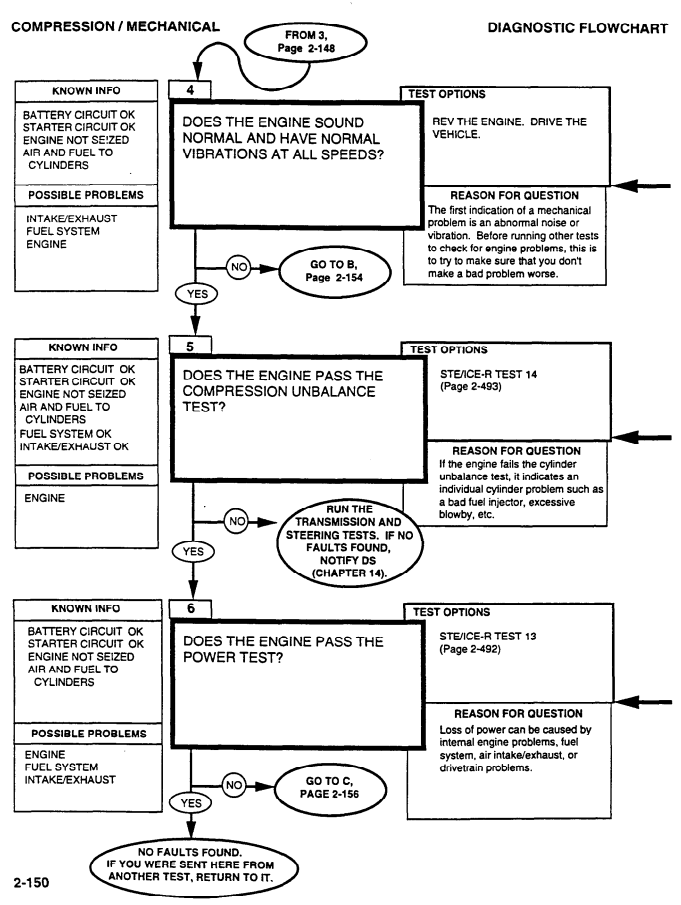 COMPRESSION / MECHANICAL
DIAGNOSTIC FLOWCHART
FROM 3,
Page 2-148
KNOWN INFO
BATTERY CIRCUIT OK
STARTER CIRCUIT OK
ENGINE NOT SEIZED
AIR AND FUEL TO
CYLINDERS
POSSIBLE PROBLEMS
INTAKE/EXHAUST
FUEL SYSTEM
ENGINE
4
DOES THE ENGINE SOUND
NORMAL AND HAVE NORMAL
VIBRATIONS AT ALL SPEEDS?
TEST OPTIONS
REV THE ENGINE. DRIVE THE
VEHICLE.
REASON FOR QUESTION
The first indication of a mechanical
problem is an abnormal noise or
vibration. Before running other tests
to check for engine problems, this is
to try to make sure that you don't
make a bad problem worse.
NO
GO TO B,
Page 2-154
YES
KNOWN INFO
BATTERY CIRCUIT OK
STARTER CIRCUIT OK
ENGINE NOT SEIZED
AIR AND FUEL TO
CYLINDERS
FUEL SYSTEM OK
INTAKE/EXHAUST OK
POSSIBLE PROBLEMS
ENGINE
5
DOES THE ENGINE PASS THE
COMPRESSION UNBALANCE
TEST?
TEST OPTIONS
STE/ICE-R TEST 14
(Page 2-493)
REASON FOR QUESTION
If the engine fails the cylinder
unbalance test, it indicates an
individual cylinder problem such as
a bad fuel injector, excessive
blowby, etc.
NO
RUN THE
TRANSMISSION AND
STEERING TESTS. IF NO
FAULTS FOUND,
NOTIFY DS
(CHAPTER 14).
YES
KNOWN INFO
BATTERY CIRCUIT OK
STARTER CIRCUIT OK
ENGINE NOT SEIZED
AIR AND FUEL TO
CYLINDERS
POSSIBLE PROBLEMS
ENGINE
FUEL SYSTEM
INTAKE/EXHAUST
6
DOES THE ENGINE PASS THE
POWER TEST?
TEST OPTIONS
STE/ICE-R TEST 13
(Page 2-492)
REASON FOR QUESTION
Loss of power can be caused by
internal engine problems, fuel
system, air intake/exhaust, or
drivetrain problems.
NO
GO TO C,
PAGE 2-156
YES
NO FAULTS FOUND.
IF YOU WERE SENT HERE FROM
ANOTHER TEST, RETURN TO IT.
2-150